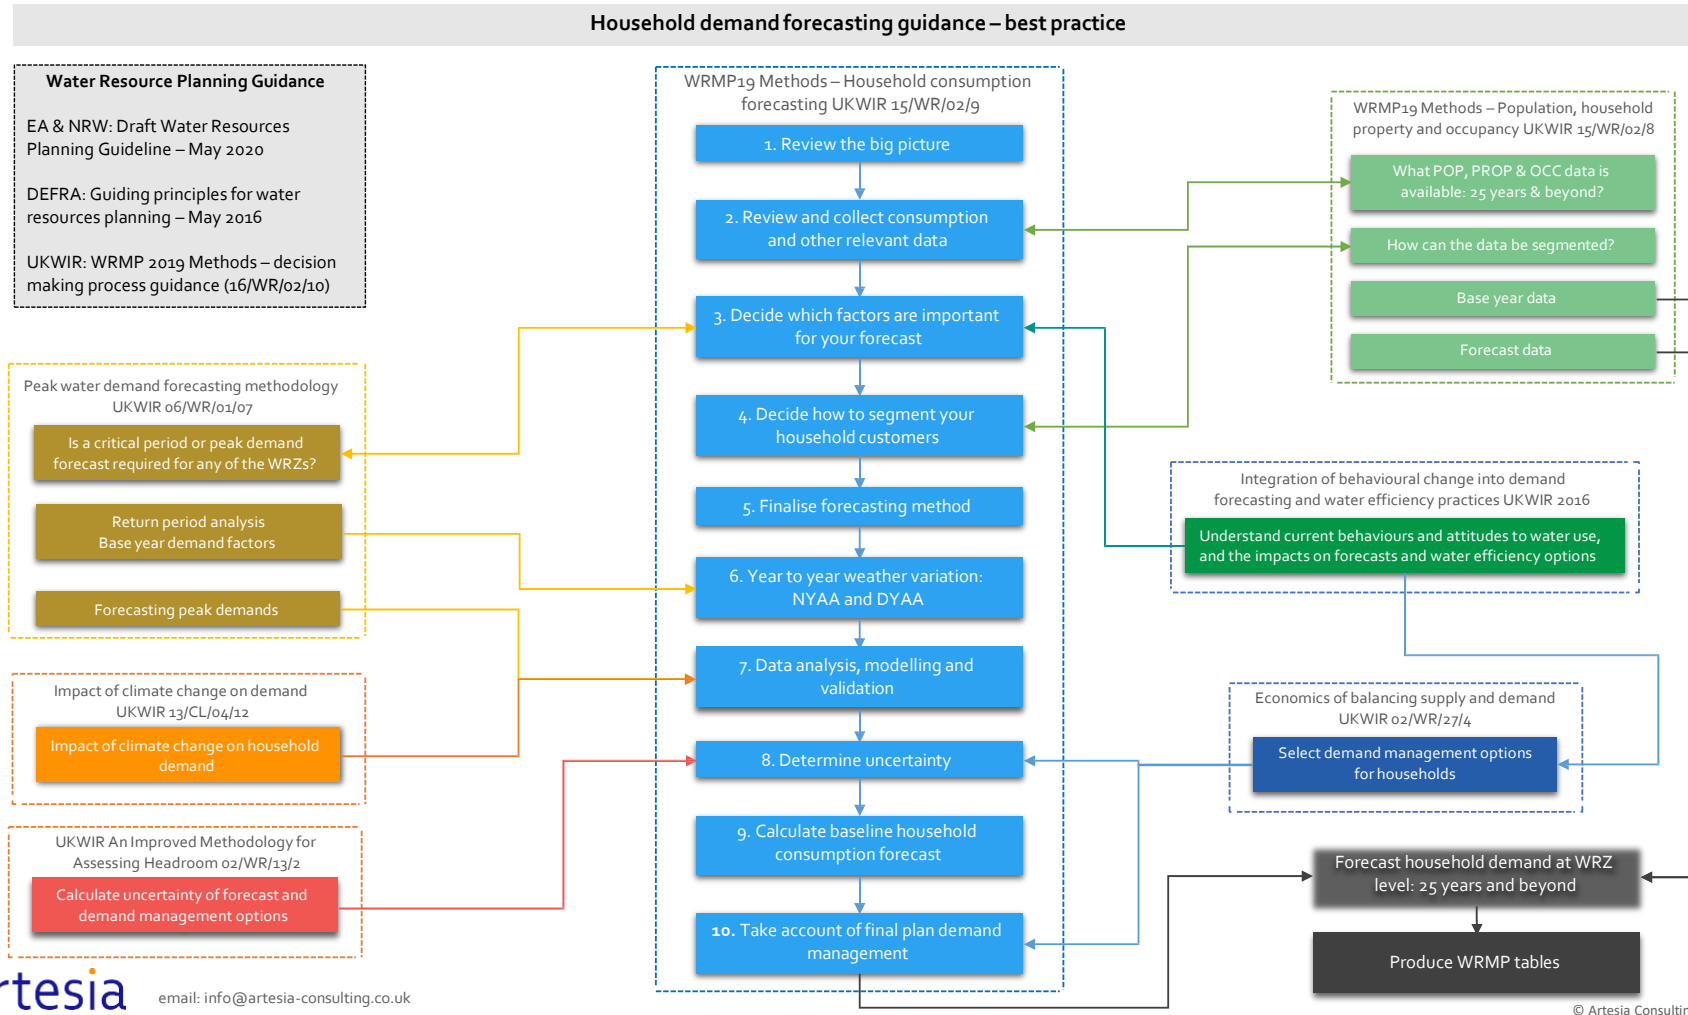 Household demand forecasting guidance – best practice
Water Resource Planning Guidance
EA & NRW: Draft Water Resources
Planning Guideline – May 2020
DEFRA: Guiding principles for water
resources planning – May 2016
UKWIR: WRMP 2019 Methods – decision
making process guidance (16/WR/02/10)
Peak water demand forecasting methodology
UKWIR 06/WR/01/07
Is a critical period or peak demand
forecast required for any of the WRZs?
Return period analysis
Base year demand factors
Forecasting peak demands
Impact of climate change on demand
UKWIR 13/CL/04/12
Impact of climate change on household
demand
UKWIR An Improved Methodology for
Assessing Headroom 02/WR/13/2
Calculate uncertainty of forecast and
demand management options
WRMP19 Methods – Household consumption
forecasting UKWIR 15/WR/02/9
1. Review the big picture
2. Review and collect consumption
and other relevant data
3. Decide which factors are important
for your forecast
4. Decide how to segment your
household customers
5. Finalise forecasting method
6. Year to year weather variation:
NYAA and DYAA
7. Data analysis, modelling and
validation
8. Determine uncertainty
9. Calculate baseline household
consumption forecast
10. Take account of final plan demand
management
WRMP19 Methods – Population, household
property and occupancy UKWIR 15/WR/02/8
What POP, PROP & OCC data is
available: 25 years & beyond?
How can the data be segmented?
Base year data
Forecast data
Integration of behavioural change into demand
forecasting and water efficiency practices UKWIR 2016
Understand current behaviours and attitudes to water use,
and the impacts on forecasts and water efficiency options
Economics of balancing supply and demand
UKWIR 02/WR/27/4
Select demand management options
for households
Forecast household demand at WRZ
level: 25 years and beyond
Produce WRMP tables
rtesia
email: info@artesia-consulting.co.uk
© Artesia Consultin